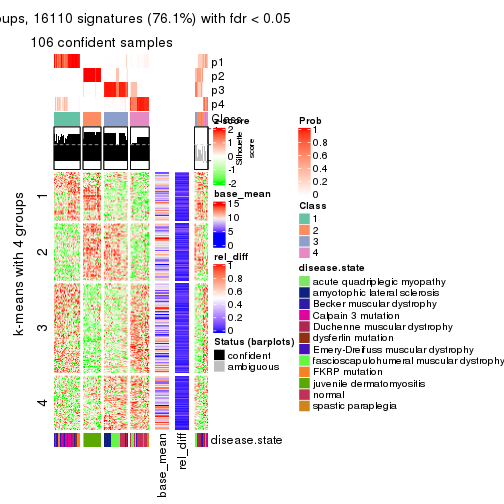 oups, 16110 signatures (76.1%) with fdr < 0.05
106 confident samples
p1
p2
p3
p4
Class
z-score
2
1
0
-1
-2
Silhouette
score
base_mean
15
10
5
0
rel_diff
1
0.8
0.6
0.4
0.2
0
Status (barplots)
confident
ambiguous
Prob
1
0.8
0.6
0.4
0.2
0
Class
1
2
3
4
disease.state
acute quadriplegic myopathy
amyotophic lateral sclerosis
Becker muscular dystrophy
Calpain 3 mutation
Duchenne muscular dystrophy
dysferlin mutation
Emery-Dreifuss muscular dystrophy
fascioscapulohumeral muscular dystrophy
FKRP mutation
juvenile dermatomyositis
normal
spastic paraplegia
k-means with 4 groups
1
2
3
4
disease.state
base_mean
rel_diff